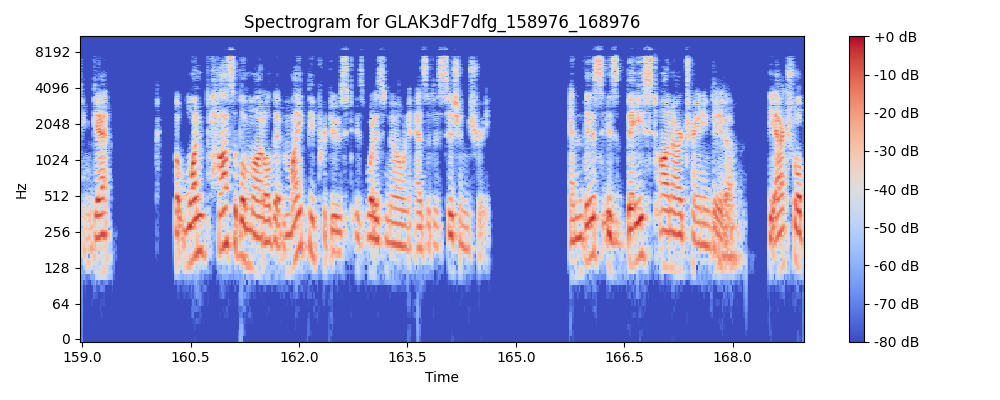 Spectrogram for GLAK3dF7dfg_158976_168976
Hz
8192
4096
2048
1024
512
256
128
64
0
159.0 160.5 162.0 163.5 165.0 166.5 168.0
Time
+0 dB
-10 dB
-20 dB
-30 dB
-40 dB
-50 dB
-60 dB
-70 dB
-80 dB